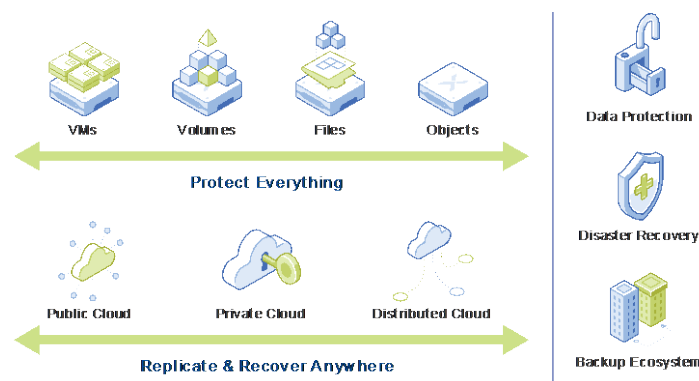 VMs
Volumes
Files
Objects
Protect Everything
Public Cloud
Private Cloud
Distributed Cloud
Replicate & Recover Anywhere
Data Protection
Disaster Recovery
Backup Ecosystem